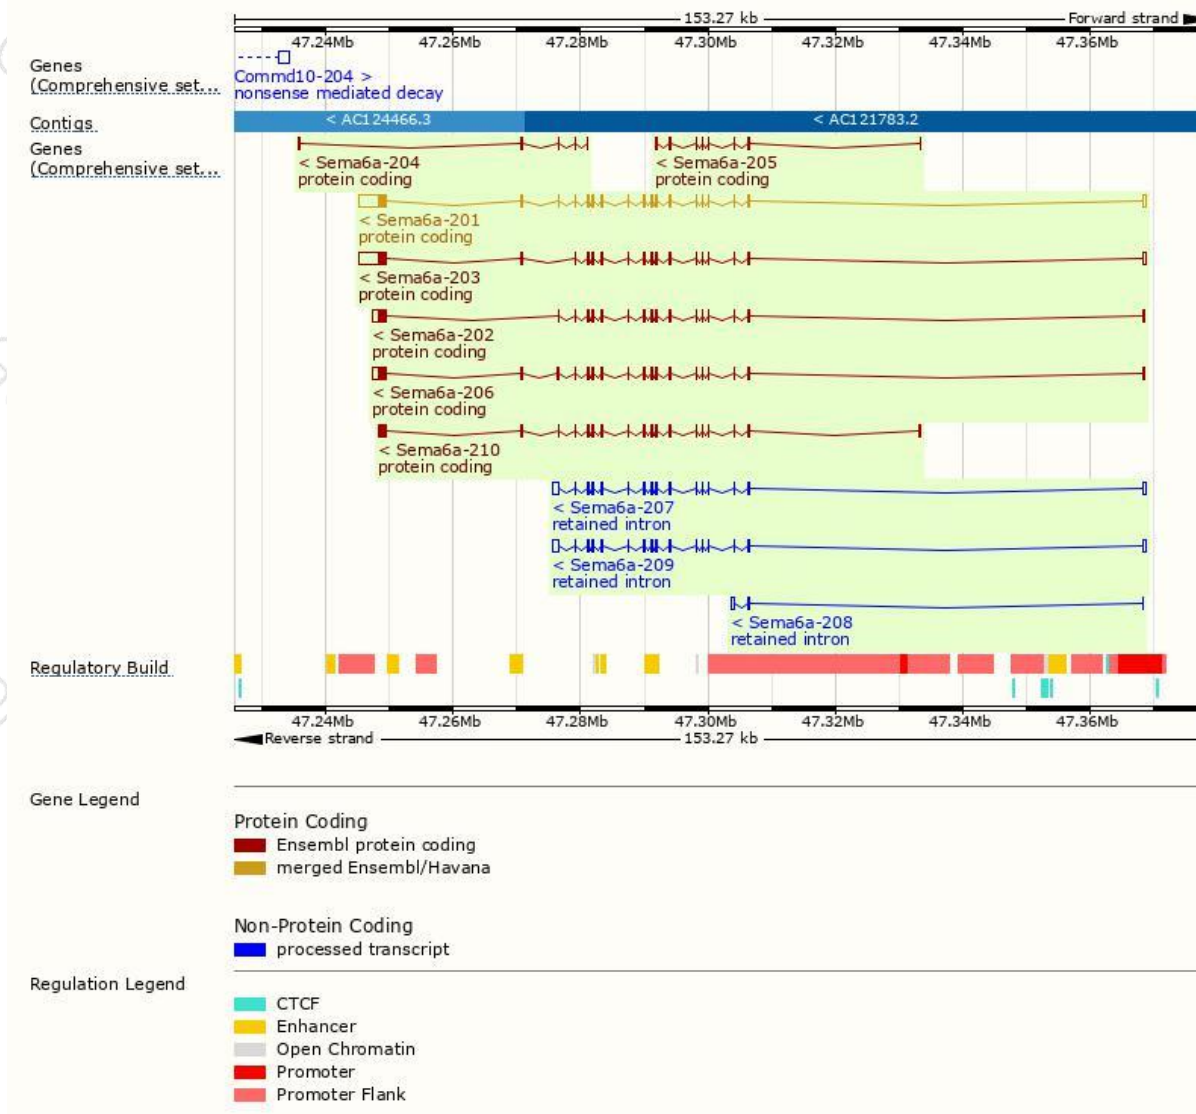 153.27 kb Forward strand
47.24Mb 47.26Mb 47.28Mb 47.30Mb 47.32Mb 47.34Mb 47.36Mb
Genes
(Comprehensive set...
Commd10-204 >
nonsense mediated decay
Contigs
< AC124466.3 < AC121783.2
Genes
(Comprehensive set...
< Sema6a-204 < Sema6a-205
protein coding protein coding
< Sema6a-201
protein coding
< Sema6a-203
protein coding
< Sema6a-202
protein coding
< Sema6a-206
protein coding
< Sema6a-210
protein coding
< Sema6a-207
retained intron
< Sema6a-209
retained intron
< Sema6a-208
retained intron
Regulatory Build
47.24Mb 47.26Mb 47.28Mb 47.30Mb 47.32Mb 47.34Mb 47.36Mb
Reverse strand 153.27 kb
Gene Legend
Protein Coding
Ensembl protein coding
merged Ensembl/Havana
Non-Protein Coding
processed transcript
Regulation Legend
CTCF
Enhancer
Open Chromatin
Promoter
Promoter Flank